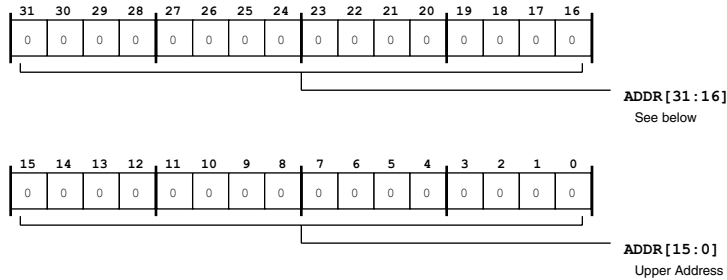 31 30 29 28 27 26 25 24 23 22 21 20 19 18 17 16
0 0 0 0 0 0 0 0 0 0 0 0 0 0 0 0
ADDR[31:16]
See below
15 14 13 12 11 10 9 8 7 6 5 4 3 2 1 0
0 0 0 0 0 0 0 0 0 0 0 0 0 0 0 0
ADDR[15:0]
Upper Address